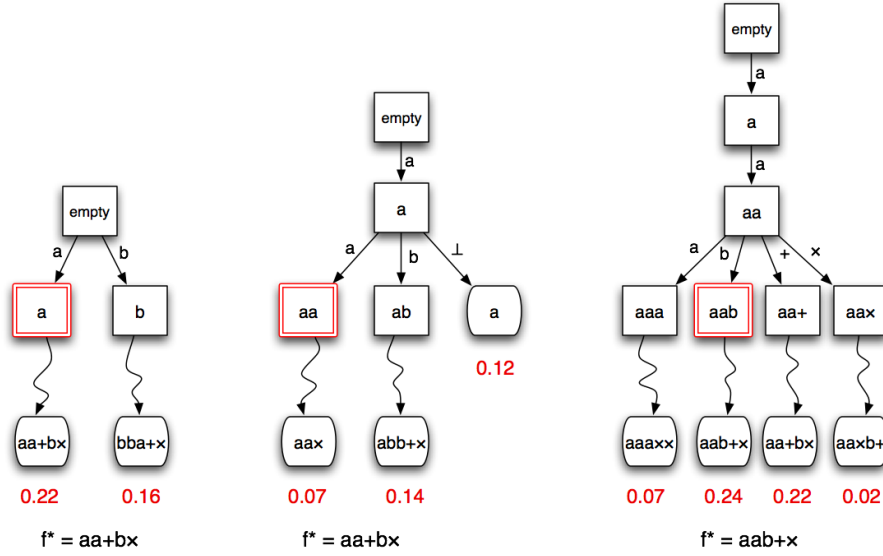 empty
a b
a b
aa+b× bba+×
0.22 0.16
f* = aa+b×
empty
a
a
a b ⊥
aa ab a
0.12
aa× abb+×
0.07 0.14
f* = aa+b×
empty
a
a
a
aa
a b + ×
aaa aab aa+ aa×
aaa×× aab+× aa+b× aa×b+
0.07 0.24 0.22 0.02
f* = aab+×